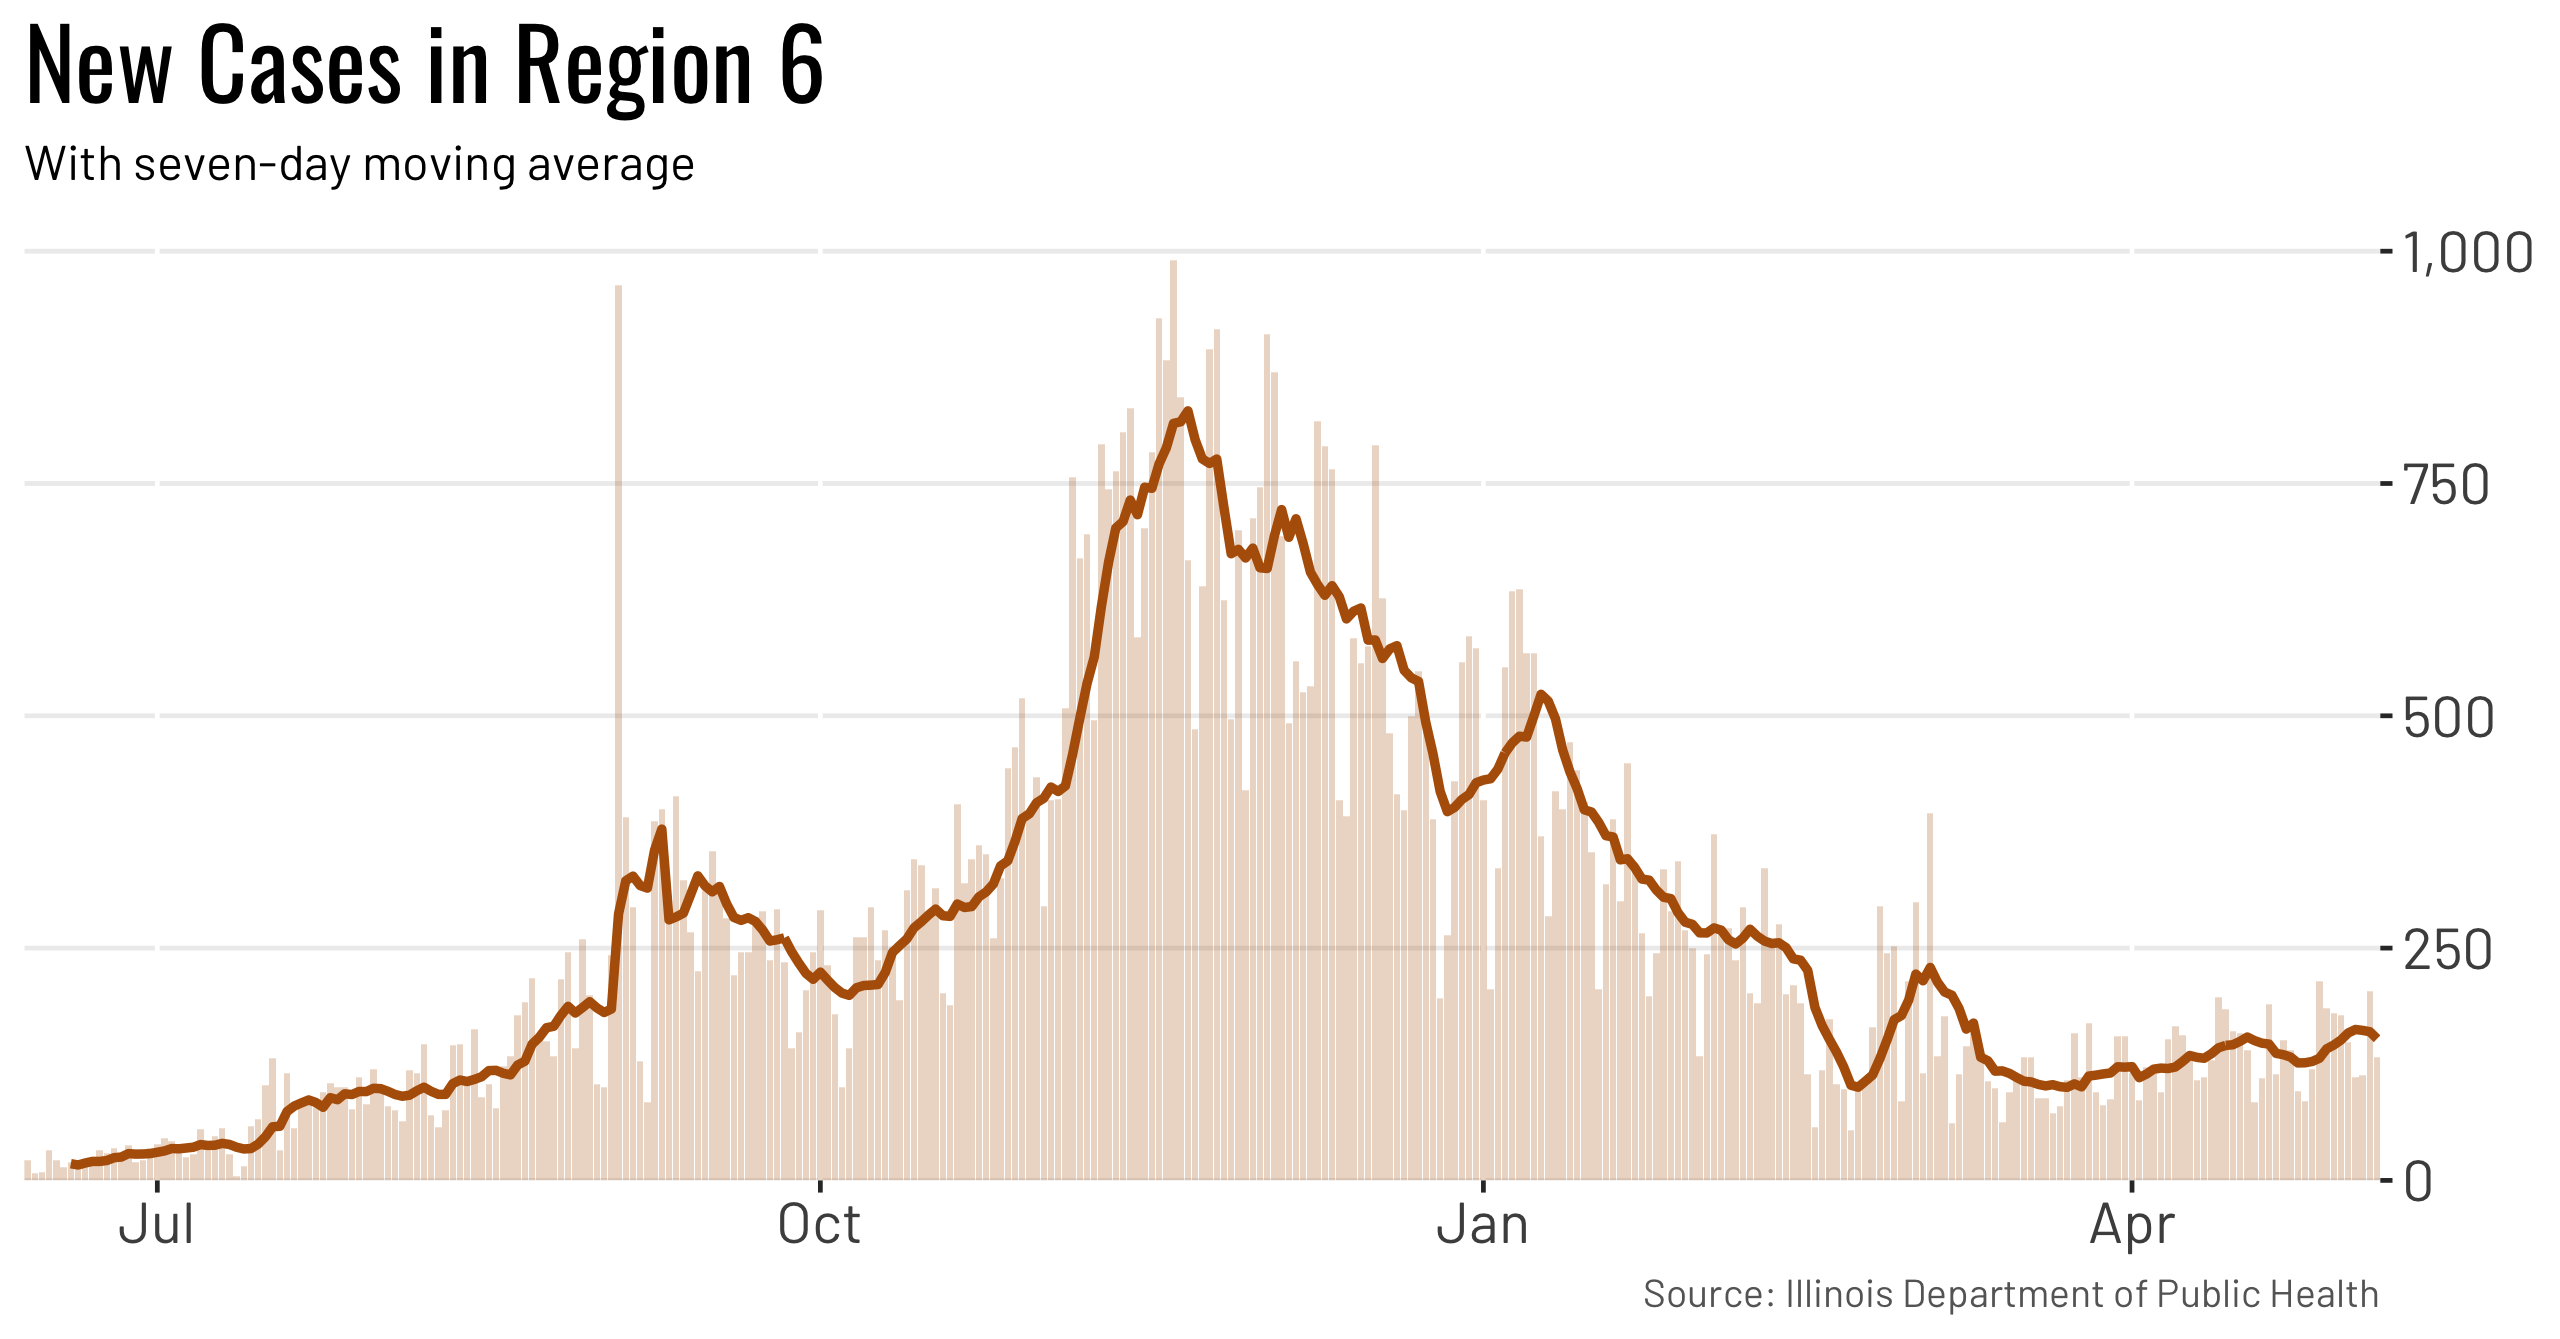 New Cases in Region 6
With seven-day moving average
1,000
750
500
250
0
Jul Oct Jan Apr
Source: Illinois Department of Public Health